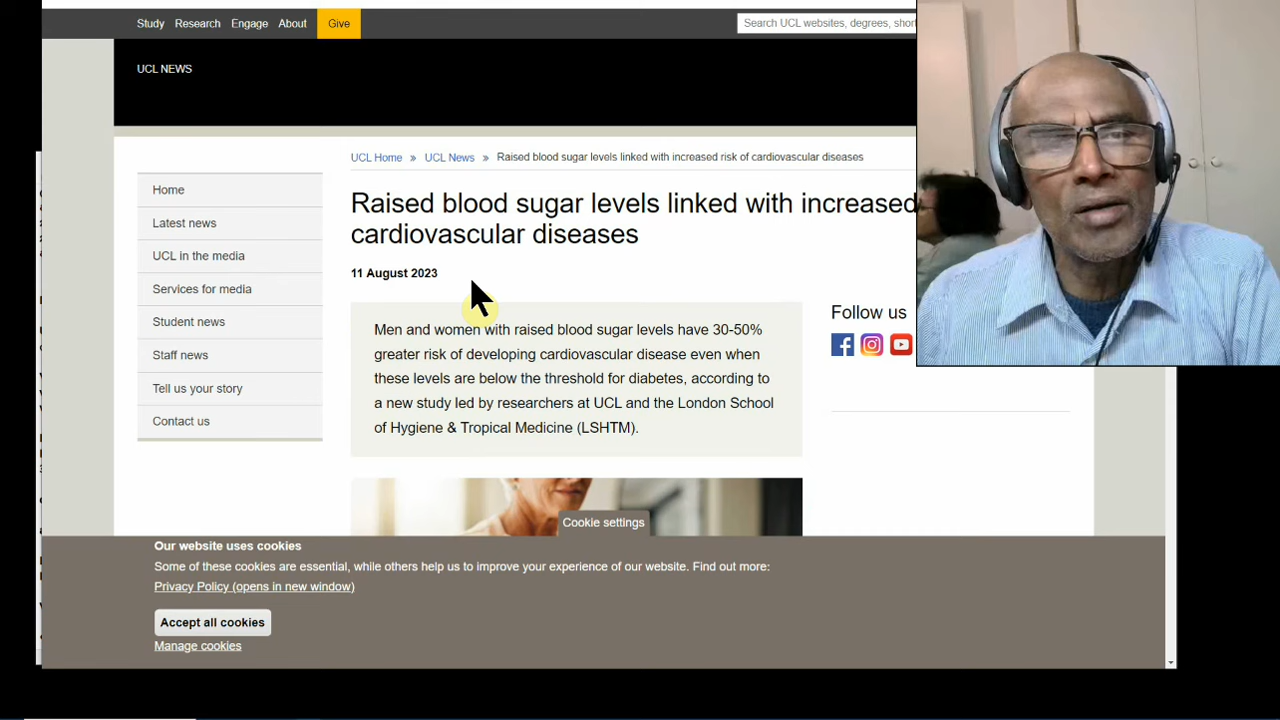 Study Research Engage About Give
Search UCL websites, degrees, short
UCL NEWS
UCL Home » UCL News » Raised blood sugar levels linked with increased risk of cardiovascular diseases
Home
Latest news
UCL in the media
Services for media
Student news
Staff news
Tell us your story
Contact us
Raised blood sugar levels linked with increased
cardiovascular diseases
11 August 2023
Men and women with raised blood sugar levels have 30-50%
greater risk of developing cardiovascular disease even when
these levels are below the threshold for diabetes, according to
a new study led by researchers at UCL and the London School
of Hygiene & Tropical Medicine (LSHTM).
Follow us
Cookie settings
Our website uses cookies
Some of these cookies are essential, while others help us to improve your experience of our website. Find out more:
Privacy Policy (opens in new window)
Accept all cookies
Manage cookies